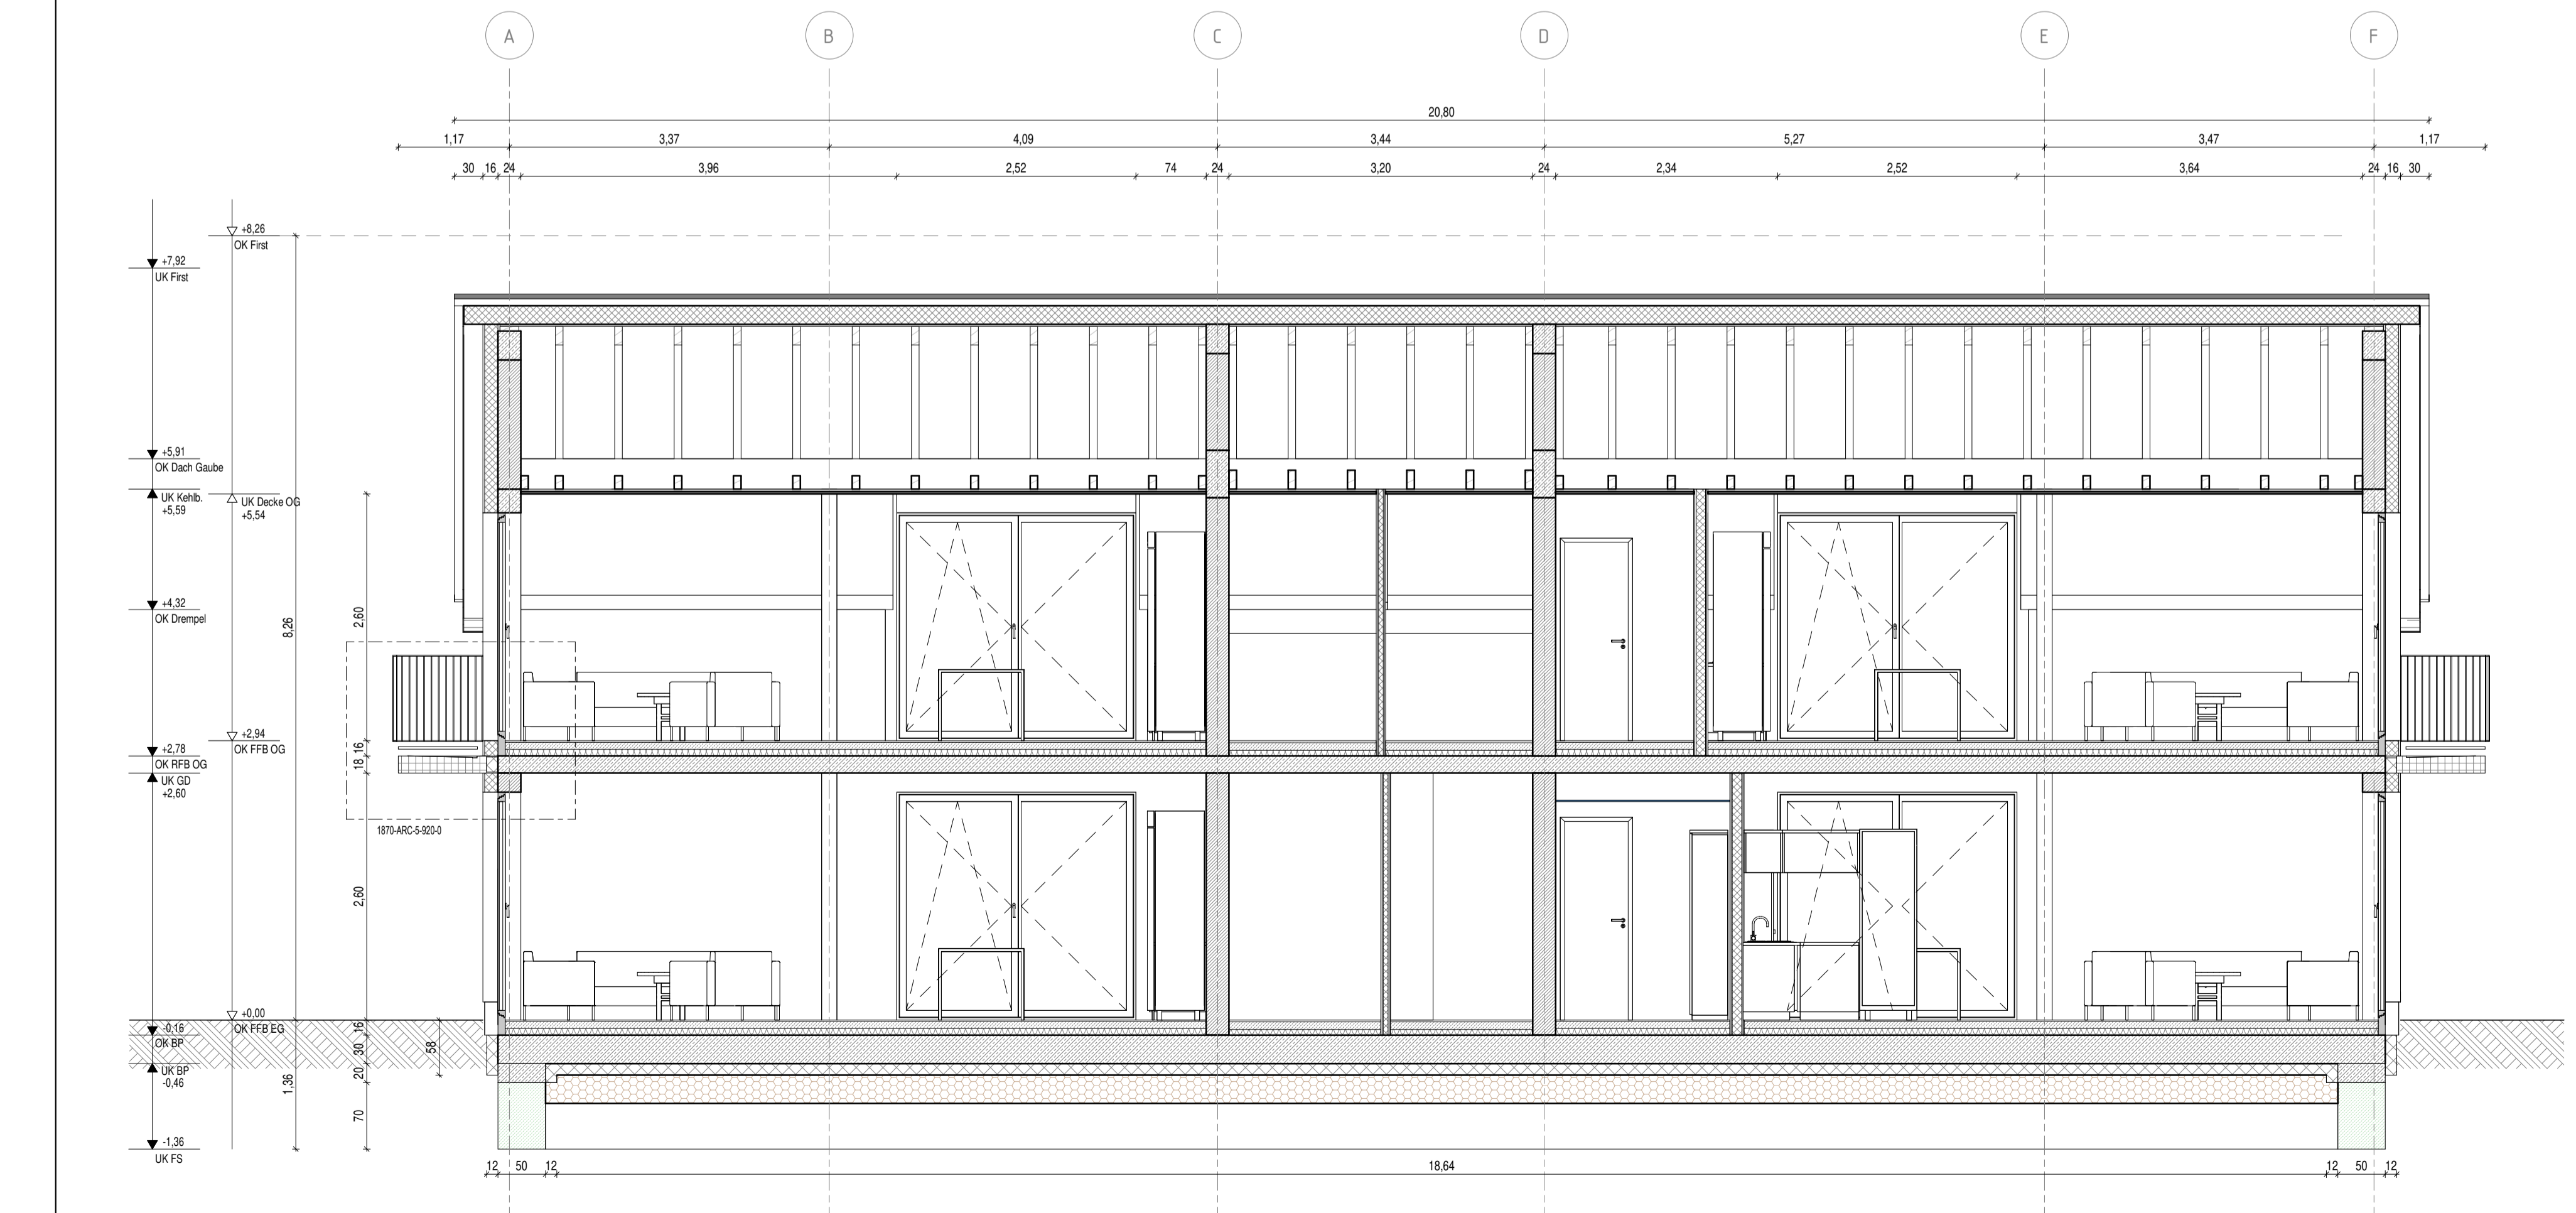 A B C D E F
20,80
1,17 3,37 4,09 3,44 5,27 3,47 1,17
30 16 24 3,96 2,52 74 24 3,20 24 2,34 2,52 3,64 24 16 30
+8,26
OK First
+7,92
UK First
+5,91
OK Dach Gaube
UK Kehlb.
+5,59
UK Decke OG
+5,54
+4,32
OK Drempel
2,60
8,26
+2,94
OK FFB OG
+2,78
OK RFB OG
16
18
UK GD
+2,60
1870-ARC-5-920-0
2,60
+0,00
OK FFB EG
-0,16
OK BP
UK BP
-0,46
16
30
58
20
1,36
70
-1,36
UK FS
12 50 12 18,64 12 50 12